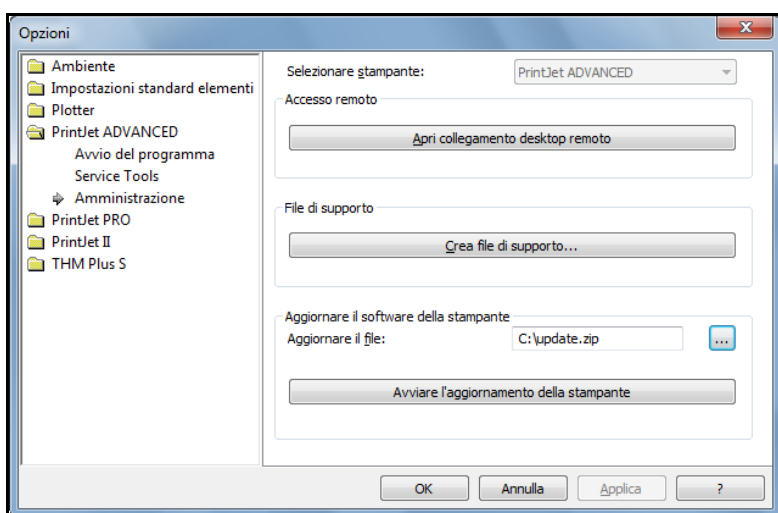 Opzioni
Ambiente
Impostazioni standard elementi
Plotter
PrintJet ADVANCED
Avvio del programma
Service Tools
Amministrazione
PrintJet PRO
PrintJet II
THM Plus S
Selezionare stampante: PrintJet ADVANCED
Accesso remoto
Apri collegamento desktop remoto
File di supporto
Crea file di supporto...
Aggiornare il software della stampante
Aggiornare il file: C:\update.zip ...
Avviare l'aggiornamento della stampante
OK Annulla Applica ?